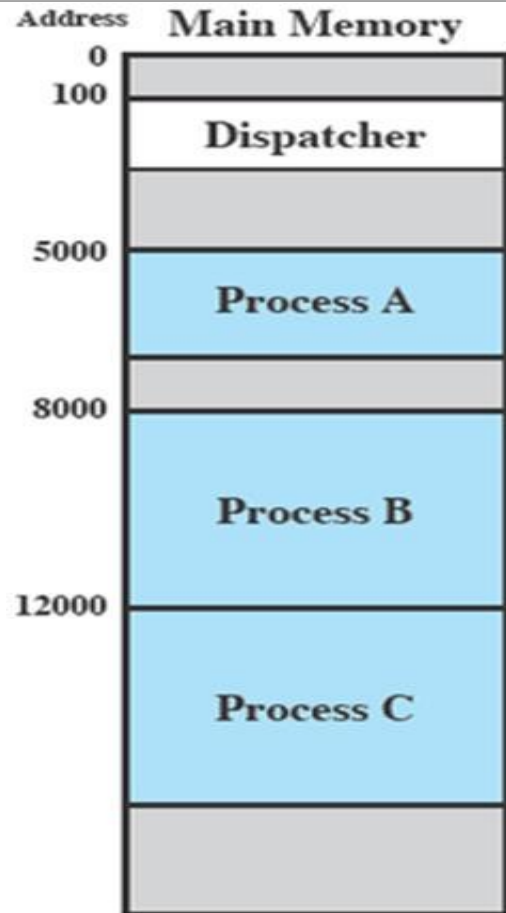 Address Main Memory
0
100
Dispatcher
5000
Process A
8000
Process B
12000
Process C